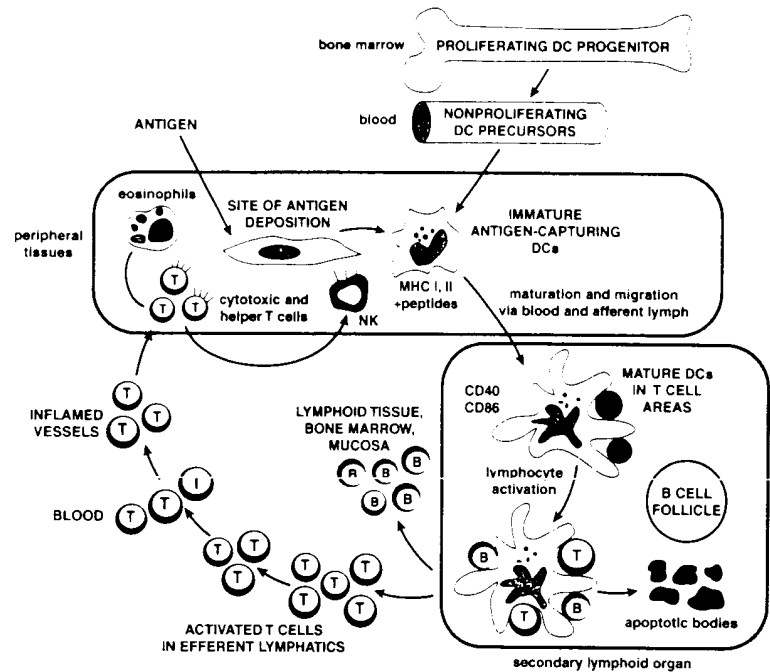 bone marrow
PROLIFERATING DC PROGENITOR
blood
NONPROLIFERATING
DC PRECURSORS
ANTIGEN
peripheral
tissues
eosinophils
SITE OF ANTIGEN
DEPOSITION
IMMATURE
ANTIGEN-CAPTURING
DCs
MHC I, II
+peptides
T
T
T
cytotoxic and
helper T cells
NK
maturation and migration
via blood and afferent lymph
CD40
CD86
MATURE DCs
IN T CELL
AREAS
lymphocyte
activation
B CELL
FOLLICLE
B
T
T
B
apoptotic bodies
secondary lymphoid organ
LYMPHOID TISSUE,
BONE MARROW,
MUCOSA
B
B
B
B
B
INFLAMED
VESSELS
T
T
T
BLOOD
T
T
I
T
T
T
T
T
T
T
T
ACTIVATED T CELLS
IN EFFERENT LYMPHATICS